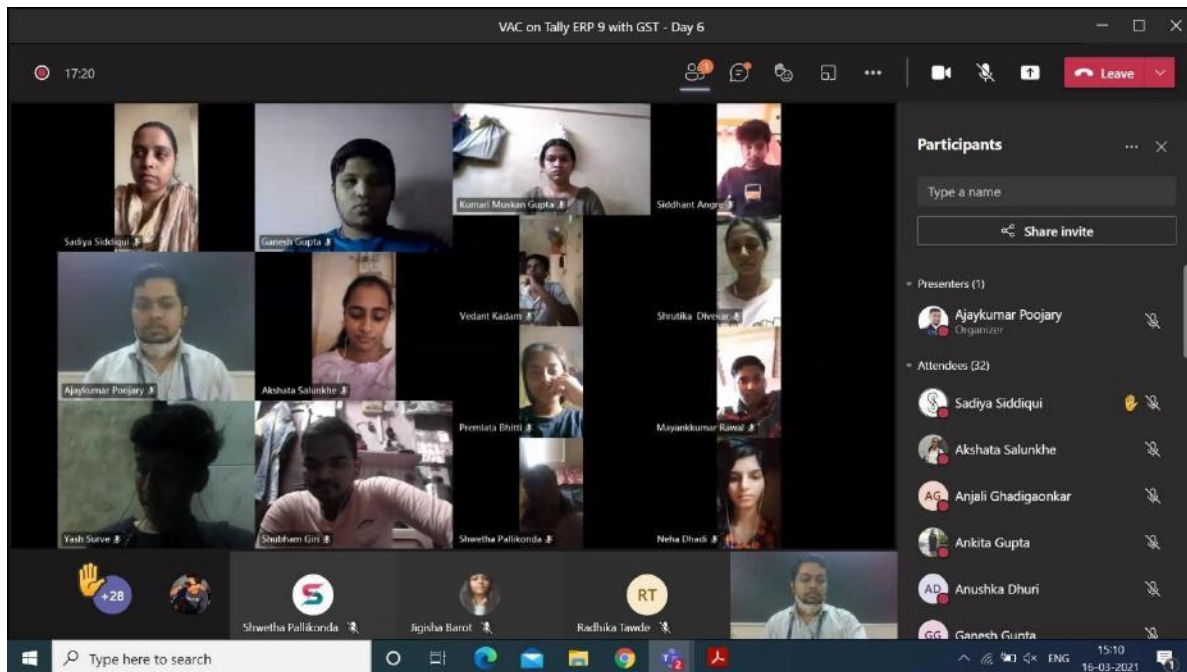 VAC on Tally ERP 9 with GST - Day 6
17:20
1
Leave
Sadiya Siddiqui
Ganesh Gupta
Kumari Muskan Gupta
Siddhant Angre
Vedant Kadam
Shrutika Divekar
Ajaykumar Poojary
Akshata Salunkhe
Premlata Bhitti
Mayankkumar Rawal
Yash Surve
Shubham Giri
Shwetha Pallikonda
Neha Dhadi
+28
Shwetha Pallikonda
Jigisha Barot
RT
Radhika Tawde
Participants
Type a name
Share invite
Presenters (1)
Ajaykumar Poojary
Organizer
Attendees (32)
Sadiya Siddiqui
Akshata Salunkhe
AG
Anjali Ghadigaonkar
Ankita Gupta
AD
Anushka Dhuri
GG
Ganesh Gupta
Type here to search
2
ENG
15:10
16-03-2021